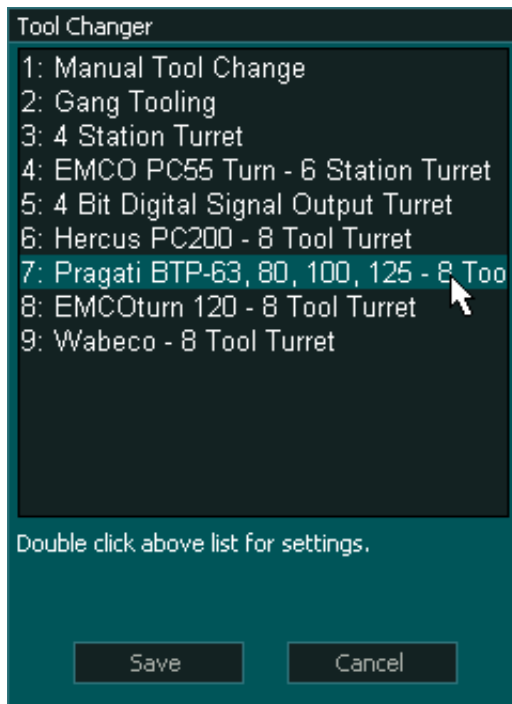 Tool Changer
1: Manual Tool Change
2: Gang Tooling
3: 4 Station Turret
4: EMCO PC55 Turn - 6 Station Turret
5: 4 Bit Digital Signal Output Turret
6: Hercus PC200 - 8 Tool Turret
7: Pragati BTP-63, 80, 100, 125 - 8 Too
8: EMCOturn 120 - 8 Tool Turret
9: Wabeco - 8 Tool Turret
Double click above list for settings.
Save Cancel